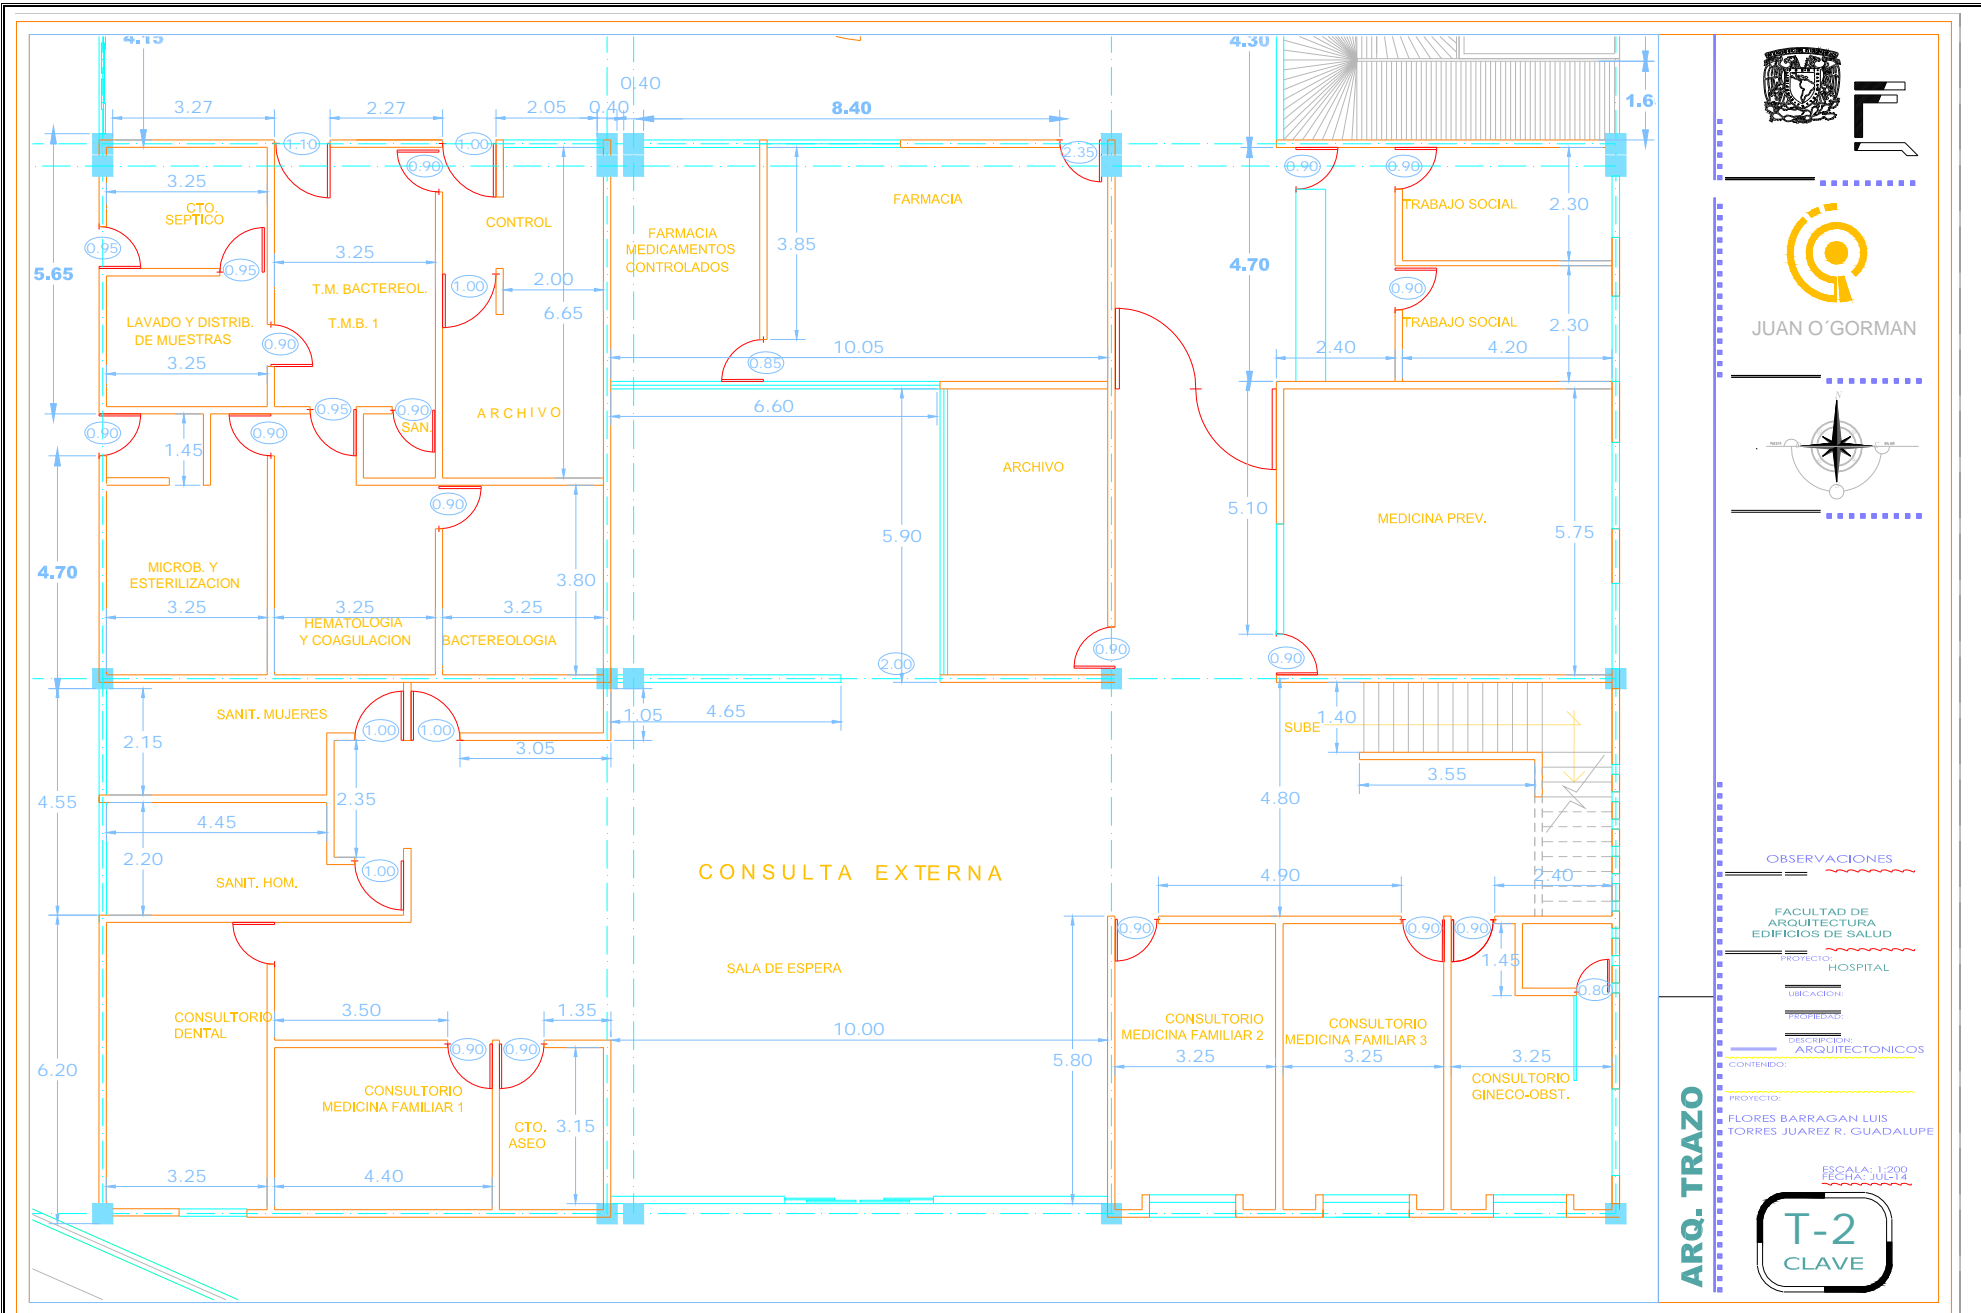 4.15
4.30
0.40
3.27
2.27
2.05
0.40
8.40
1.6
1.10
0.90
1.00
2.35
0.90
0.90
3.25
CTO.
SEPTICO
CONTROL
FARMACIA
TRABAJO SOCIAL
2.30
FARMACIA
MEDICAMENTOS
CONTROLADOS
3.85
0.95
0.95
3.25
5.65
4.70
1.00
2.00
T.M. BACTEREOL.
0.90
6.65
LAVADO Y DISTRIB.
DE MUESTRAS
T.M.B. 1
TRABAJO SOCIAL
2.30
0.90
10.05
2.40
4.20
3.25
0.85
6.60
0.95
0.90
ARCHIVO
SAN.
0.90
0.90
1.45
ARCHIVO
0.90
5.10
MEDICINA PREV.
5.75
5.90
MICROB. Y
ESTERILIZACION
4.70
3.80
3.25
3.25
3.25
HEMATOLOGIA
Y COAGULACION
BACTEREOLOGIA
0.90
0.90
2.00
SANIT. MUJERES
1.00
1.00
1.05
4.65
SUBE
1.40
2.15
3.05
3.55
4.55
2.35
4.80
4.45
2.20
SANIT. HOM.
1.00
CONSULTA EXTERNA
4.90
2.40
0.90
0.90
0.90
SALA DE ESPERA
1.45
0.80
CONSULTORIO
DENTAL
3.50
1.35
10.00
CONSULTORIO
MEDICINA FAMILIAR 2
CONSULTORIO
MEDICINA FAMILIAR 3
0.90
0.90
5.80
3.25
3.25
3.25
6.20
CONSULTORIO
MEDICINA FAMILIAR 1
CONSULTORIO
GINECO-OBST.
CTO.
ASEO
3.15
3.25
4.40
ARQ. TRAZO
JUAN O´GORMAN
N
OBSERVACIONES
FACULTAD DE
ARQUITECTURA
EDIFICIOS DE SALUD
PROYECTO:
HOSPITAL
UBICACION:
PROPIEDAD:
DESCRIPCION:
ARQUITECTONICOS
CONTENIDO:
PROYECTO:
FLORES BARRAGAN LUIS
TORRES JUAREZ R. GUADALUPE
ESCALA: 1:200
FECHA: JUL-14
T-2
CLAVE